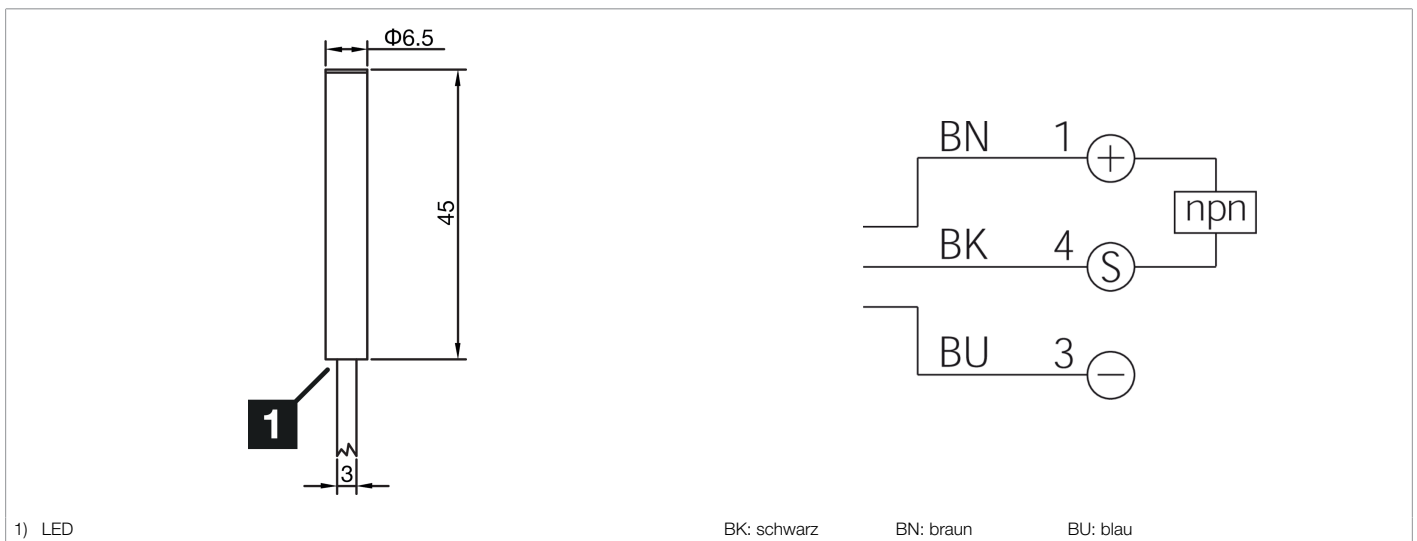 Φ6.5
45
1
3
BN 1 +
npn
BK 4 S
BU 3 −
1) LED
BK: schwarz BN: braun BU: blau